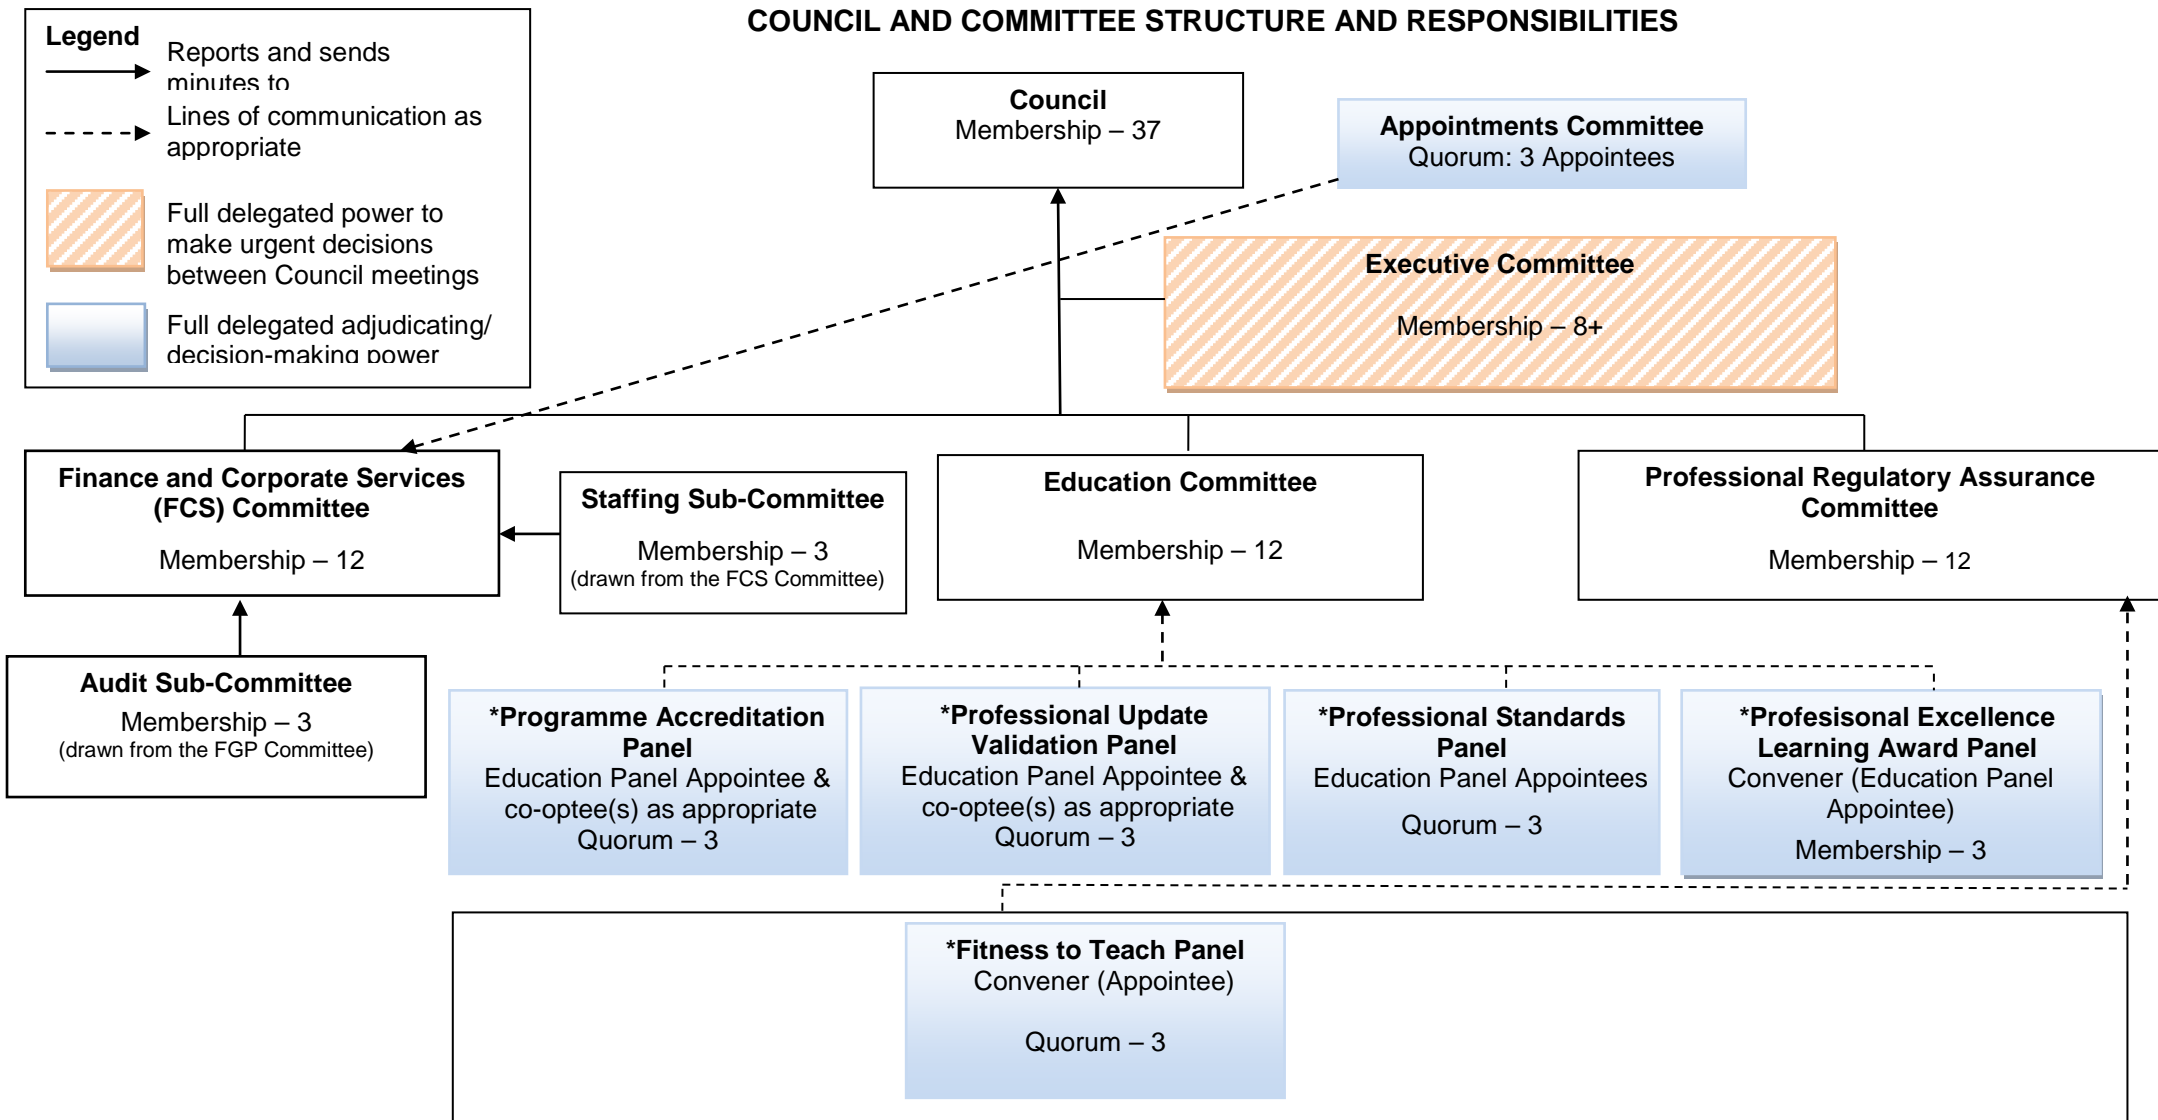 COUNCIL AND COMMITTEE STRUCTURE AND RESPONSIBILITIES
Legend
Reports and sends
minutes to
Lines of communication as
appropriate
Full delegated power to
make urgent decisions
between Council meetings
Full delegated adjudicating/
decision-making power
Council
Membership – 37
Appointments Committee
Quorum: 3 Appointees
Executive Committee
Membership – 8+
Finance and Corporate Services
(FCS) Committee
Membership – 12
Staffing Sub-Committee
Membership – 3
(drawn from the FCS Committee)
Education Committee
Membership – 12
Professional Regulatory Assurance
Committee
Membership – 12
Audit Sub-Committee
Membership – 3
(drawn from the FGP Committee)
*Programme Accreditation
Panel
Education Panel Appointee &
co-optee(s) as appropriate
Quorum – 3
*Professional Update
Validation Panel
Education Panel Appointee &
co-optee(s) as appropriate
Quorum – 3
*Professional Standards
Panel
Education Panel Appointees
Quorum – 3
*Profesisonal Excellence
Learning Award Panel
Convener (Education Panel
Appointee)
Membership – 3
*Fitness to Teach Panel
Convener (Appointee)
Quorum – 3